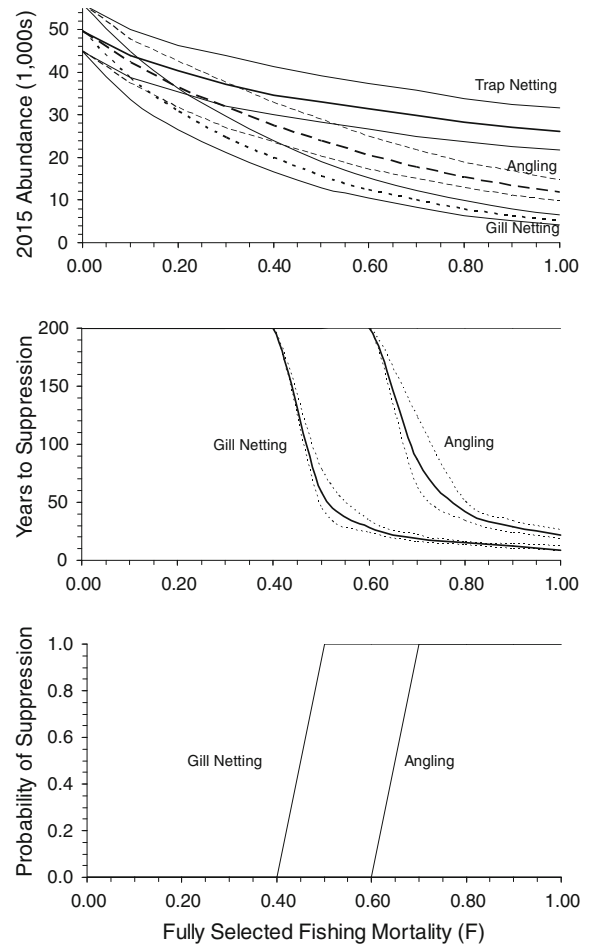 2015 Abundance (1,000s)
50
40
30
20
10
0
Trap Netting
Angling
Gill Netting
0.00 0.20 0.40 0.60 0.80 1.00
Years to Suppression
200
150
100
50
0
Gill Netting
Angling
0.00 0.20 0.40 0.60 0.80 1.00
Probability of Suppression
1.0
0.8
0.6
0.4
0.2
0.0
Gill Netting
Angling
0.00 0.20 0.40 0.60 0.80 1.00
Fully Selected Fishing Mortality (F)